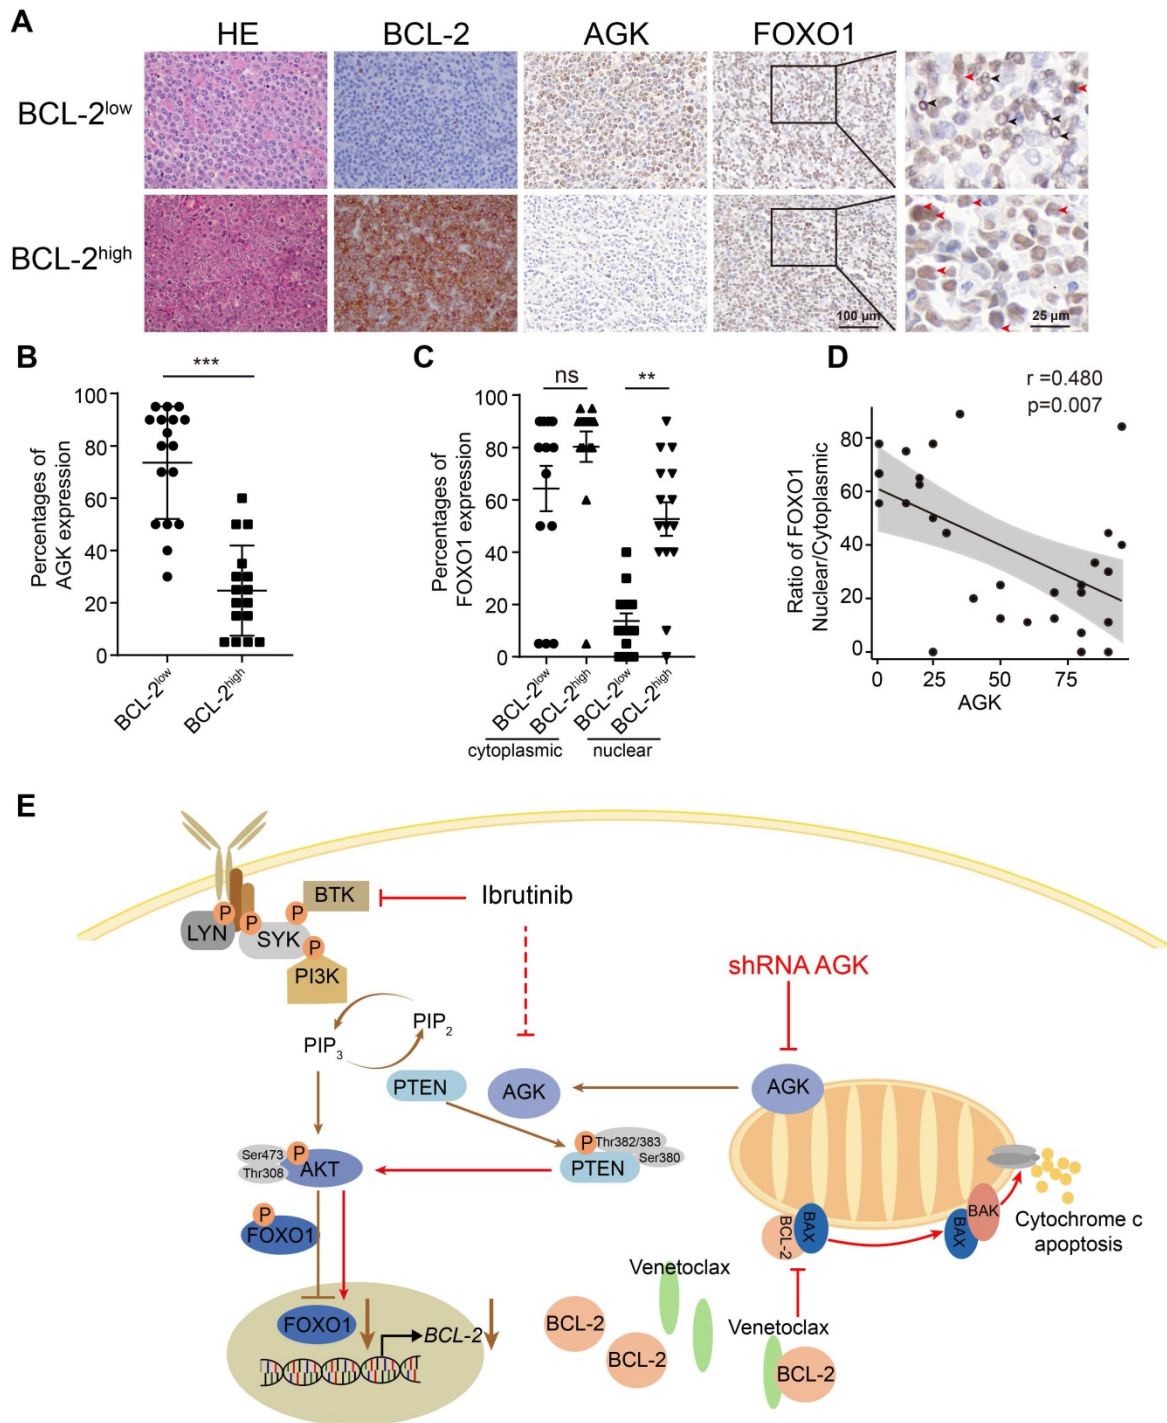 A
HE BCL-2 AGK FOXO1
BCL-2low
BCL-2high
100 μm
25 μm
B
***
Percentages of
AGK expression
100
80
60
40
20
0
BCL-2low
BCL-2high
C
ns
**
Percentages of
FOXO1 expression
100
80
60
40
20
0
BCL-2low
BCL-2high
BCL-2low
BCL-2high
cytoplasmic nuclear
D
r =0.480
p=0.007
Ratio of FOXO1
Nuclear/Cytoplasmic
80
60
40
20
0
0 25 50 75
AGK
E
BTK
Ibrutinib
P
LYN
P
SYK
P
P
PI3K
shRNA AGK
PIP2
PIP3
PTEN
AGK
AGK
Ser473
Thr308
P
AKT
P
Thr382/383
Ser380
PTEN
P
FOXO1
BCL-2
BAX
BAX
BAK
Cytochrome c
apoptosis
FOXO1
BCL-2
Venetoclax
BCL-2
BCL-2
Venetoclax
BCL-2